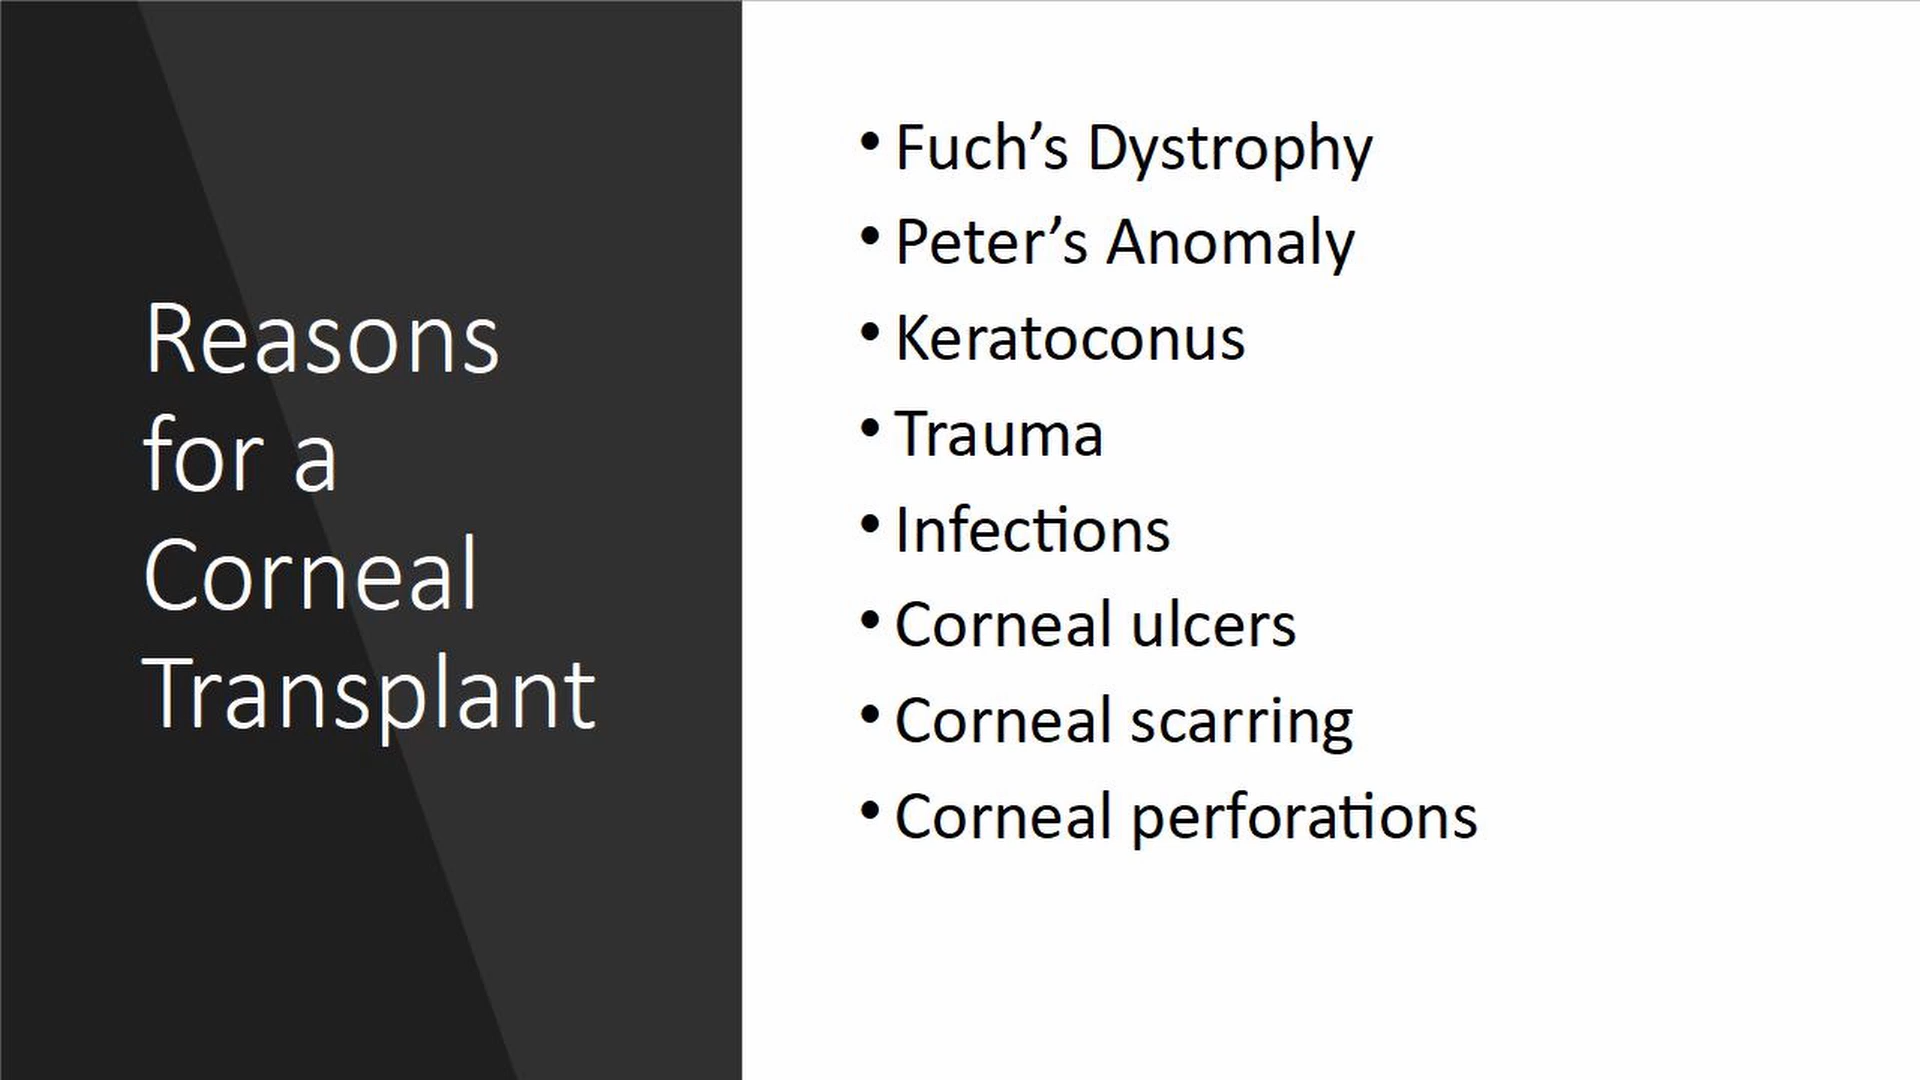 Reasons
for a
Corneal
Transplant
• Fuch’s Dystrophy
• Peter’s Anomaly
• Keratoconus
• Trauma
• Infections
• Corneal ulcers
• Corneal scarring
• Corneal perforations